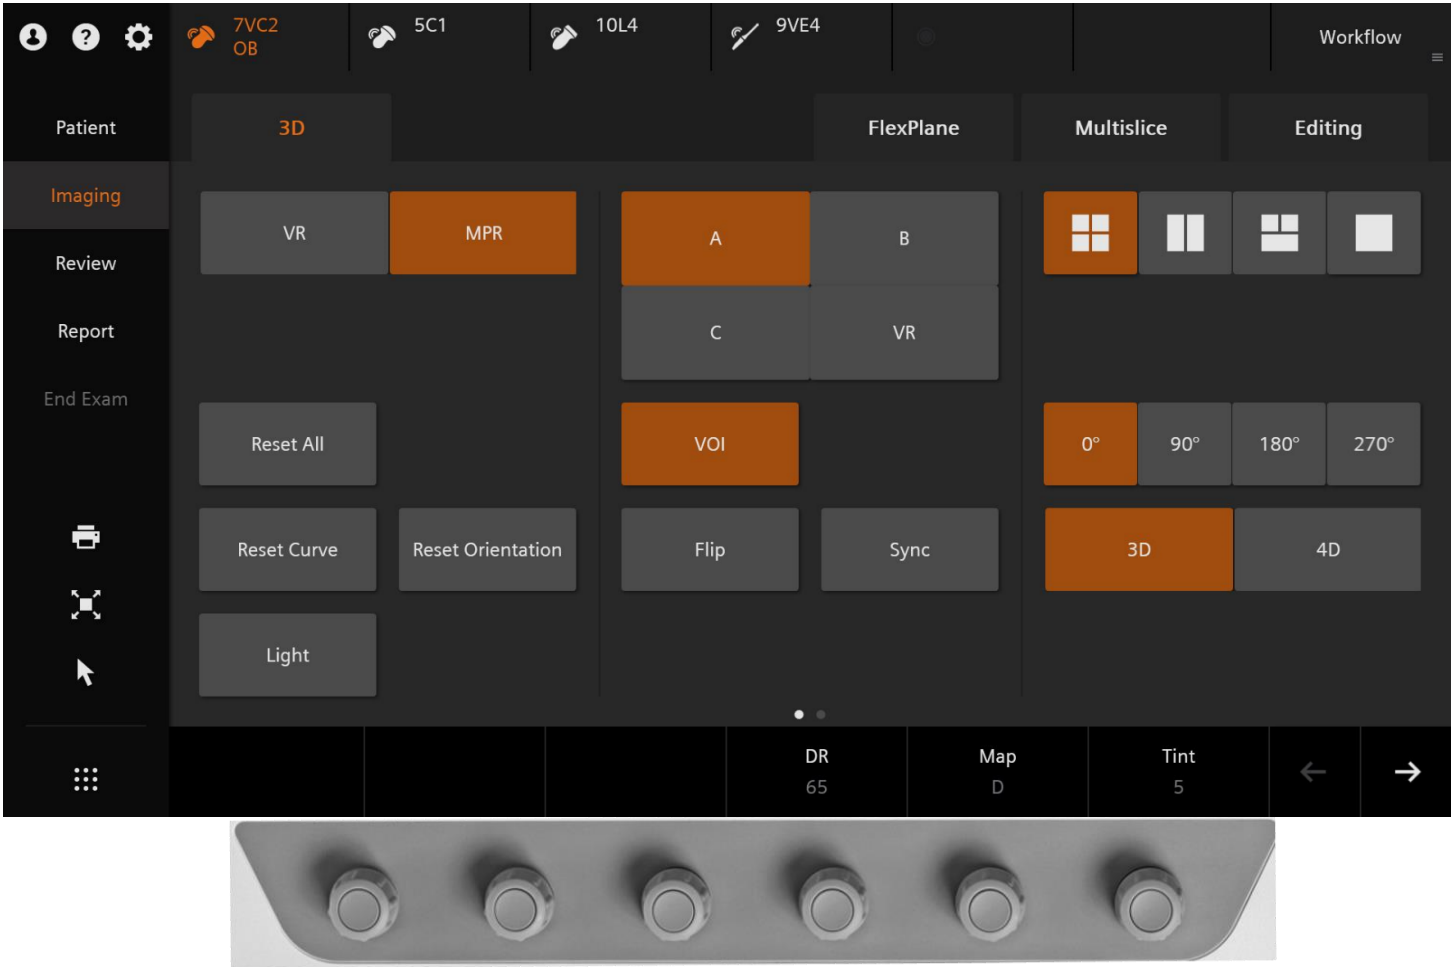 7VC2
OB
5C1
10L4
9VE4
Workflow
Patient
Imaging
Review
Report
End Exam
3D
FlexPlane
Multislice
Editing
VR
MPR
A
B
C
VR
Reset All
VOI
0°
90°
180°
270°
Reset Curve
Reset Orientation
Flip
Sync
3D
4D
Light
DR
65
Map
D
Tint
5